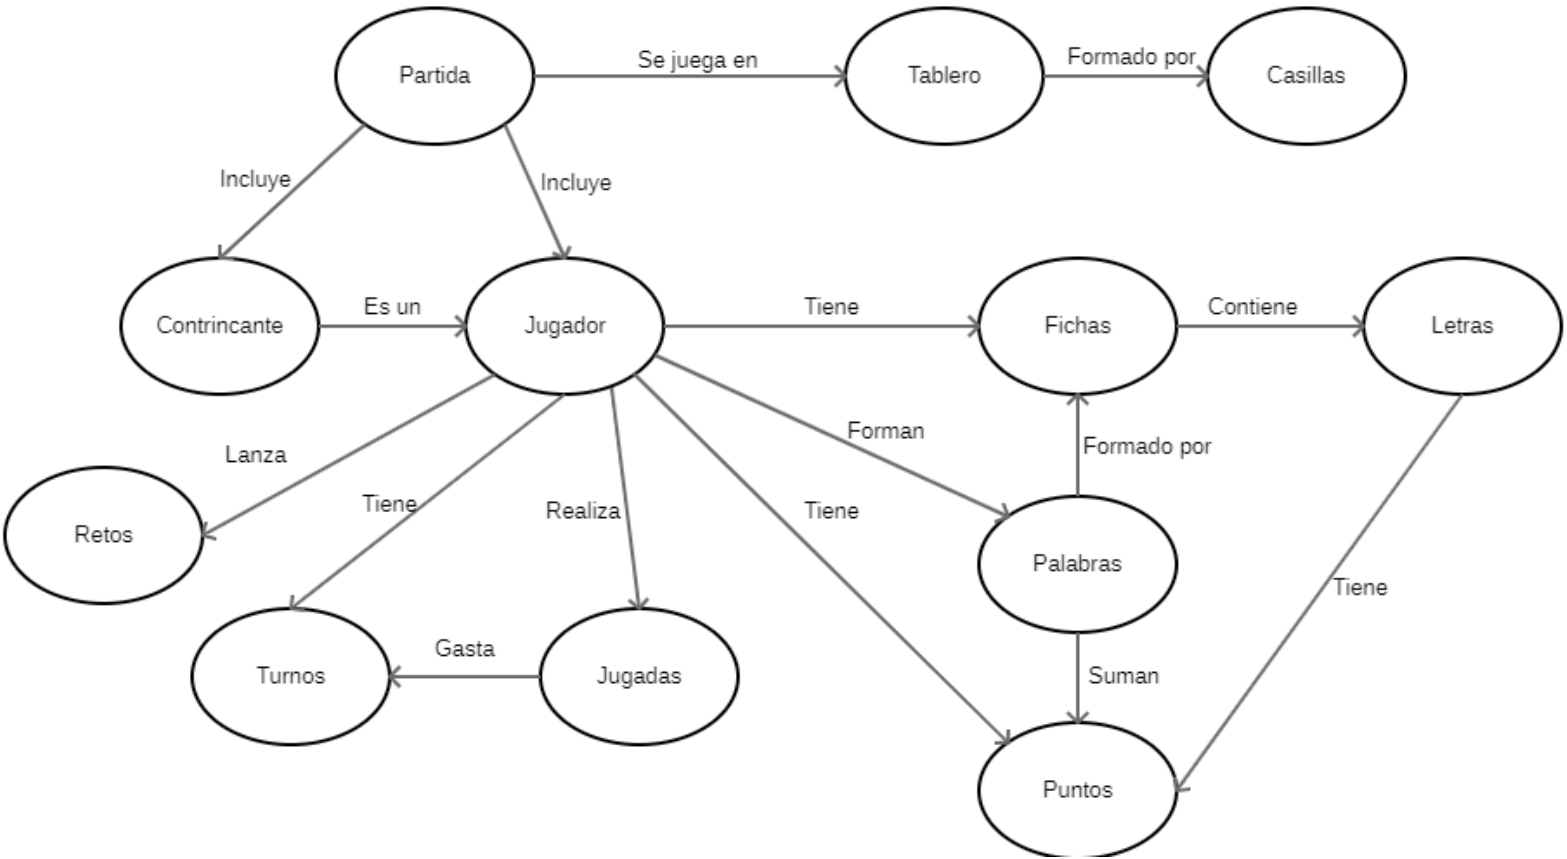 Partida
Se juega en
Tablero
Formado por
Casillas
Incluye
Incluye
Contrincante
Es un
Jugador
Tiene
Fichas
Contiene
Letras
Lanza
Forman
Formado por
Retos
Tiene
Realiza
Tiene
Palabras
Tiene
Turnos
Gasta
Jugadas
Suman
Puntos